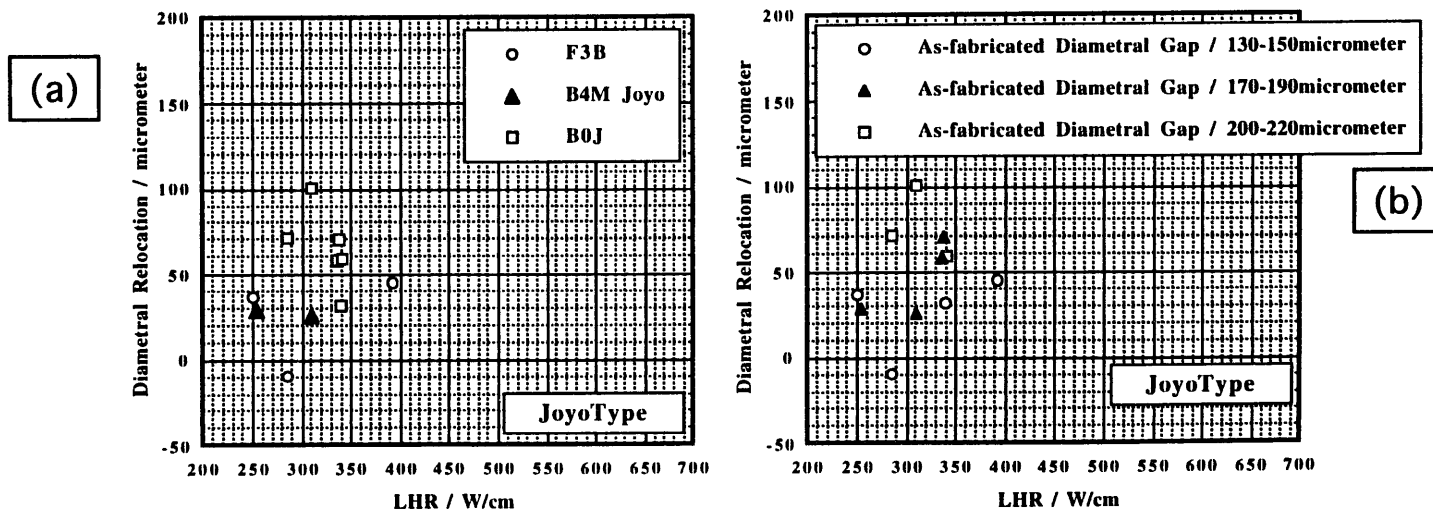 (a)
Diametral Relocation / micrometer
200
150
100
50
0
-50
F3B
B4M Joyo
B0J
JoyoType
200 250 300 350 400 450 500 550 600 650 700
LHR / W/cm
(b)
Diametral Relocation / micrometer
200
150
100
50
0
-50
As-fabricated Diametral Gap / 130-150micrometer
As-fabricated Diametral Gap / 170-190micrometer
As-fabricated Diametral Gap / 200-220micrometer
JoyoType
200 250 300 350 400 450 500 550 600 650 700
LHR / W/cm